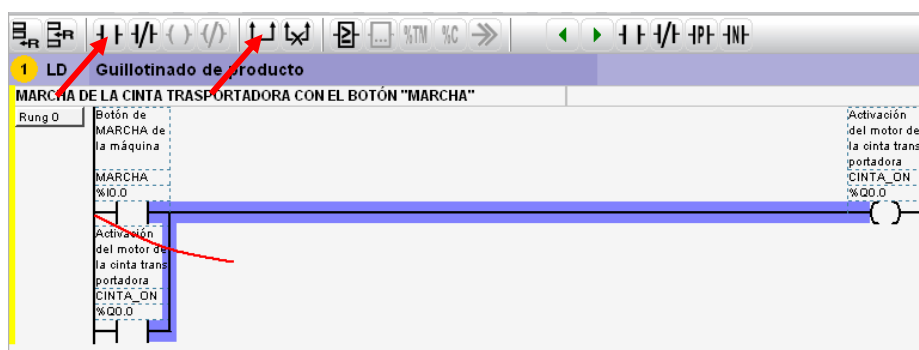 %TM %C
1 LD Guillotinado de producto
MARCHA DE LA CINTA TRASPORTADORA CON EL BOTÓN "MARCHA"
Rung 0
Botón de
MARCHA de
la máquina
MARCHA
%I0.0
Activación
del motor de
la cinta trans
portadora
CINTA_ON
%Q0.0
Activación
del motor de
la cinta trans
portadora
CINTA_ON
%Q0.0